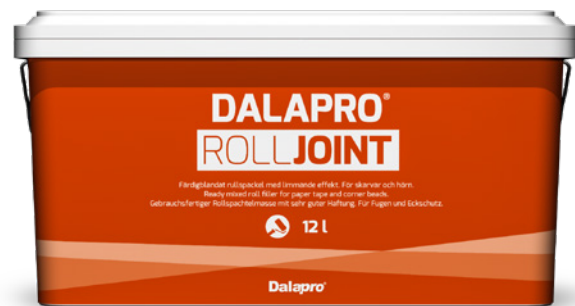 DALAPRO®
ROLLJOINT
Färdigblandat rullspackel med limmande effekt. För skarvar och hörn.
Ready mixed roll filler for paper tape and corner beads.
Gebrauchsfertiger Rollspachtelmasse mit sehr guter Haftung. Für Fugen und Eckschutz.
12 l
Dalapro®